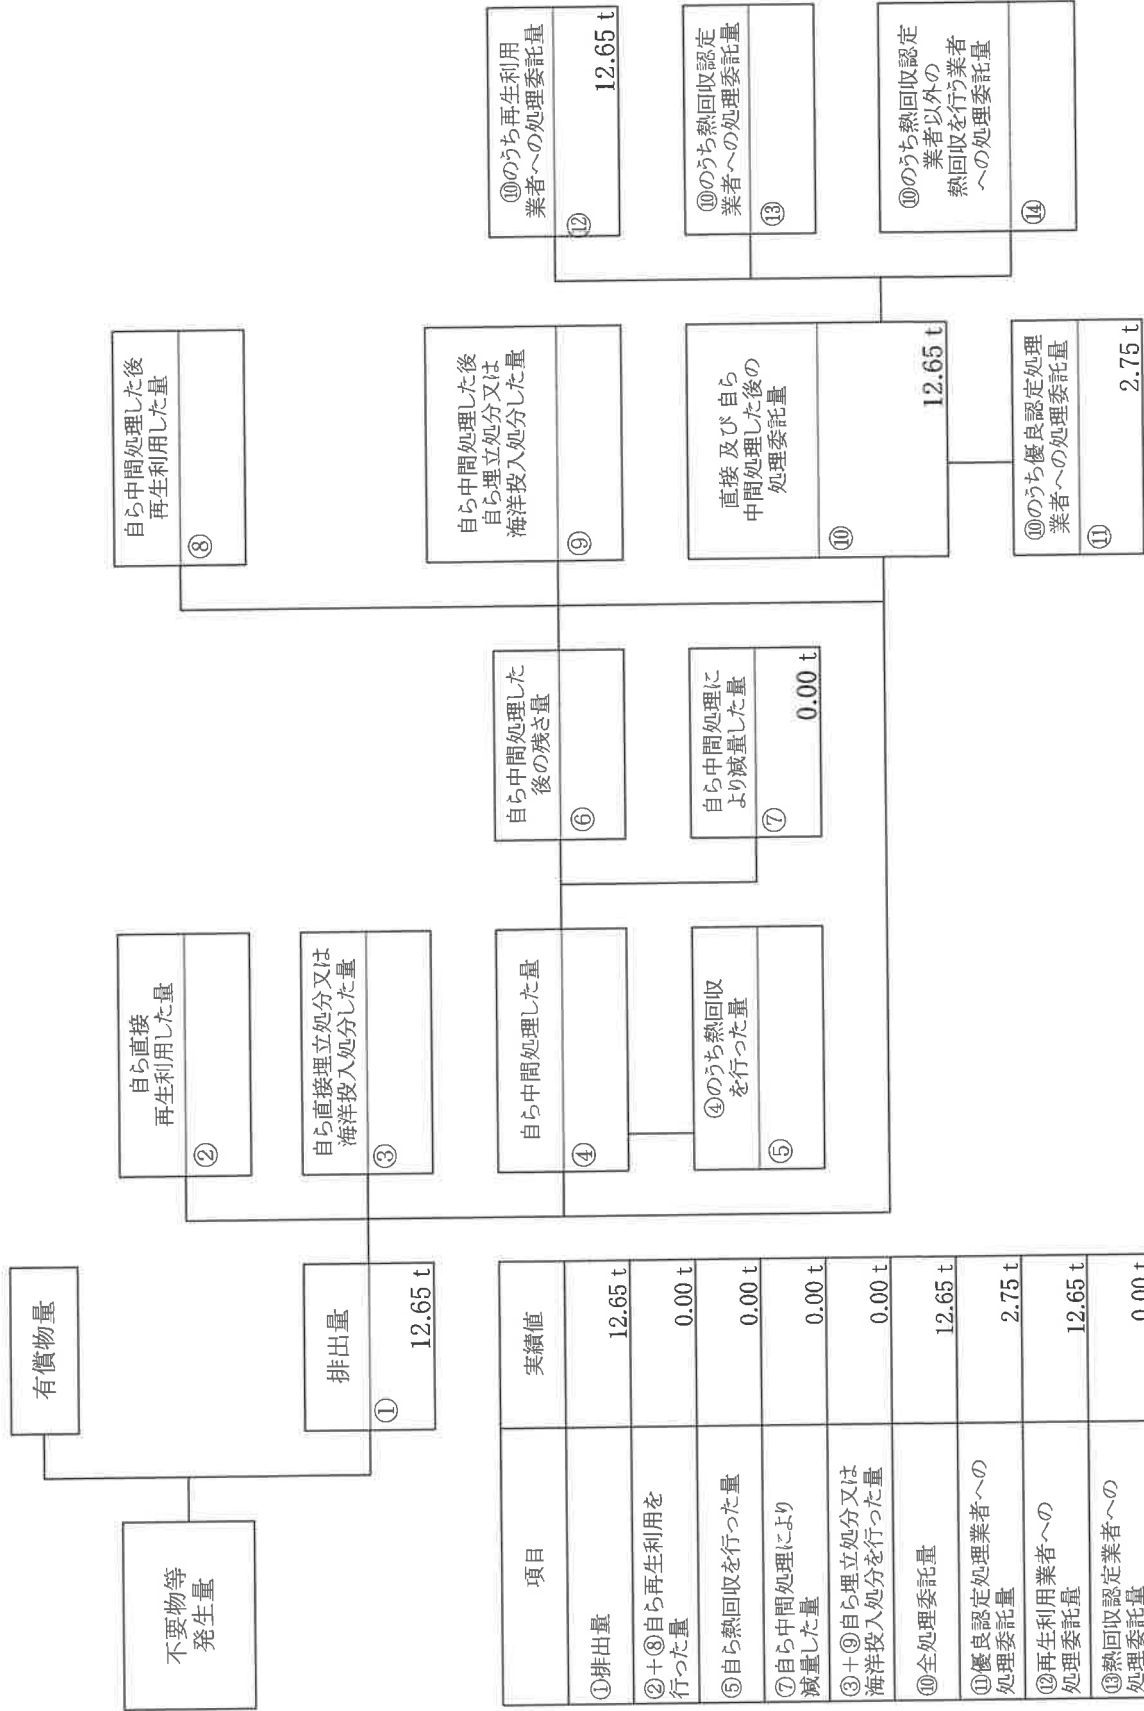 不要物等
発生量
有償物量
排出量
①
12.65 t
自ら直接
再生利用した量
②
自ら直接埋立処分又は
海洋投入処分した量
③
自ら中間処理した量
④
④のうち熱回収
を行った量
⑤
自ら中間処理した
後の残さ量
⑥
自ら中間処理に
より減量した量
⑦
0.00 t
自ら中間処理した後
再生利用した量
⑧
自ら中間処理した後
自ら埋立処分又は
海洋投入処分した量
⑨
直接 及び 自ら
中間処理した後の
処理委託量
⑩
12.65 t
⑩のうち優良認定処理
業者への処理委託量
⑪
2.75 t
⑩のうち再生利用
業者への処理委託量
⑫
12.65 t
⑩のうち熱回収認定
業者への処理委託量
⑬
⑩のうち熱回収認定
業者以外の
熱回収を行う業者
への処理委託量
⑭
項目 実績値
①排出量 12.65 t
②＋⑧自ら再生利用を
行った量 0.00 t
⑤自ら熱回収を行った量 0.00 t
⑦自ら中間処理により
減量した量 0.00 t
③＋⑨自ら埋立処分又は
海洋投入処分を行った量 0.00 t
⑩全処理委託量 12.65 t
⑪優良認定処理業者への
処理委託量 2.75 t
⑫再生利用業者への
処理委託量 12.65 t
⑬熱回収認定業者への
処理委託量 0.00 t